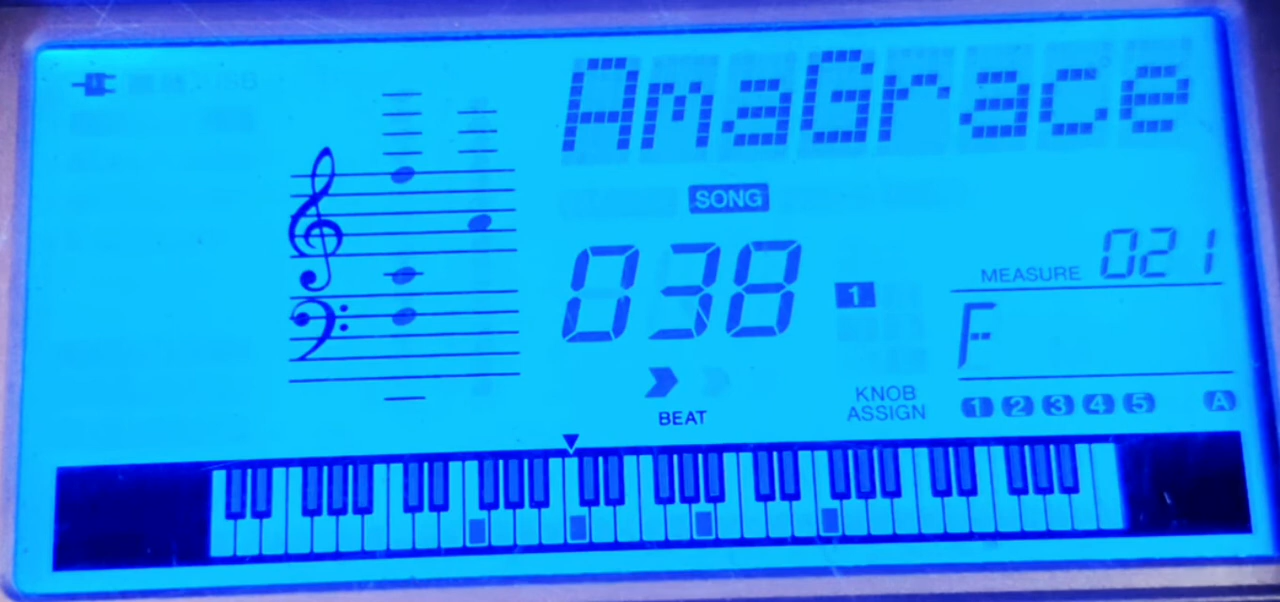 AmaGrace
SONG
038
1
MEASURE 021
F
BEAT
KNOB
ASSIGN
1 2 3 4 5 A